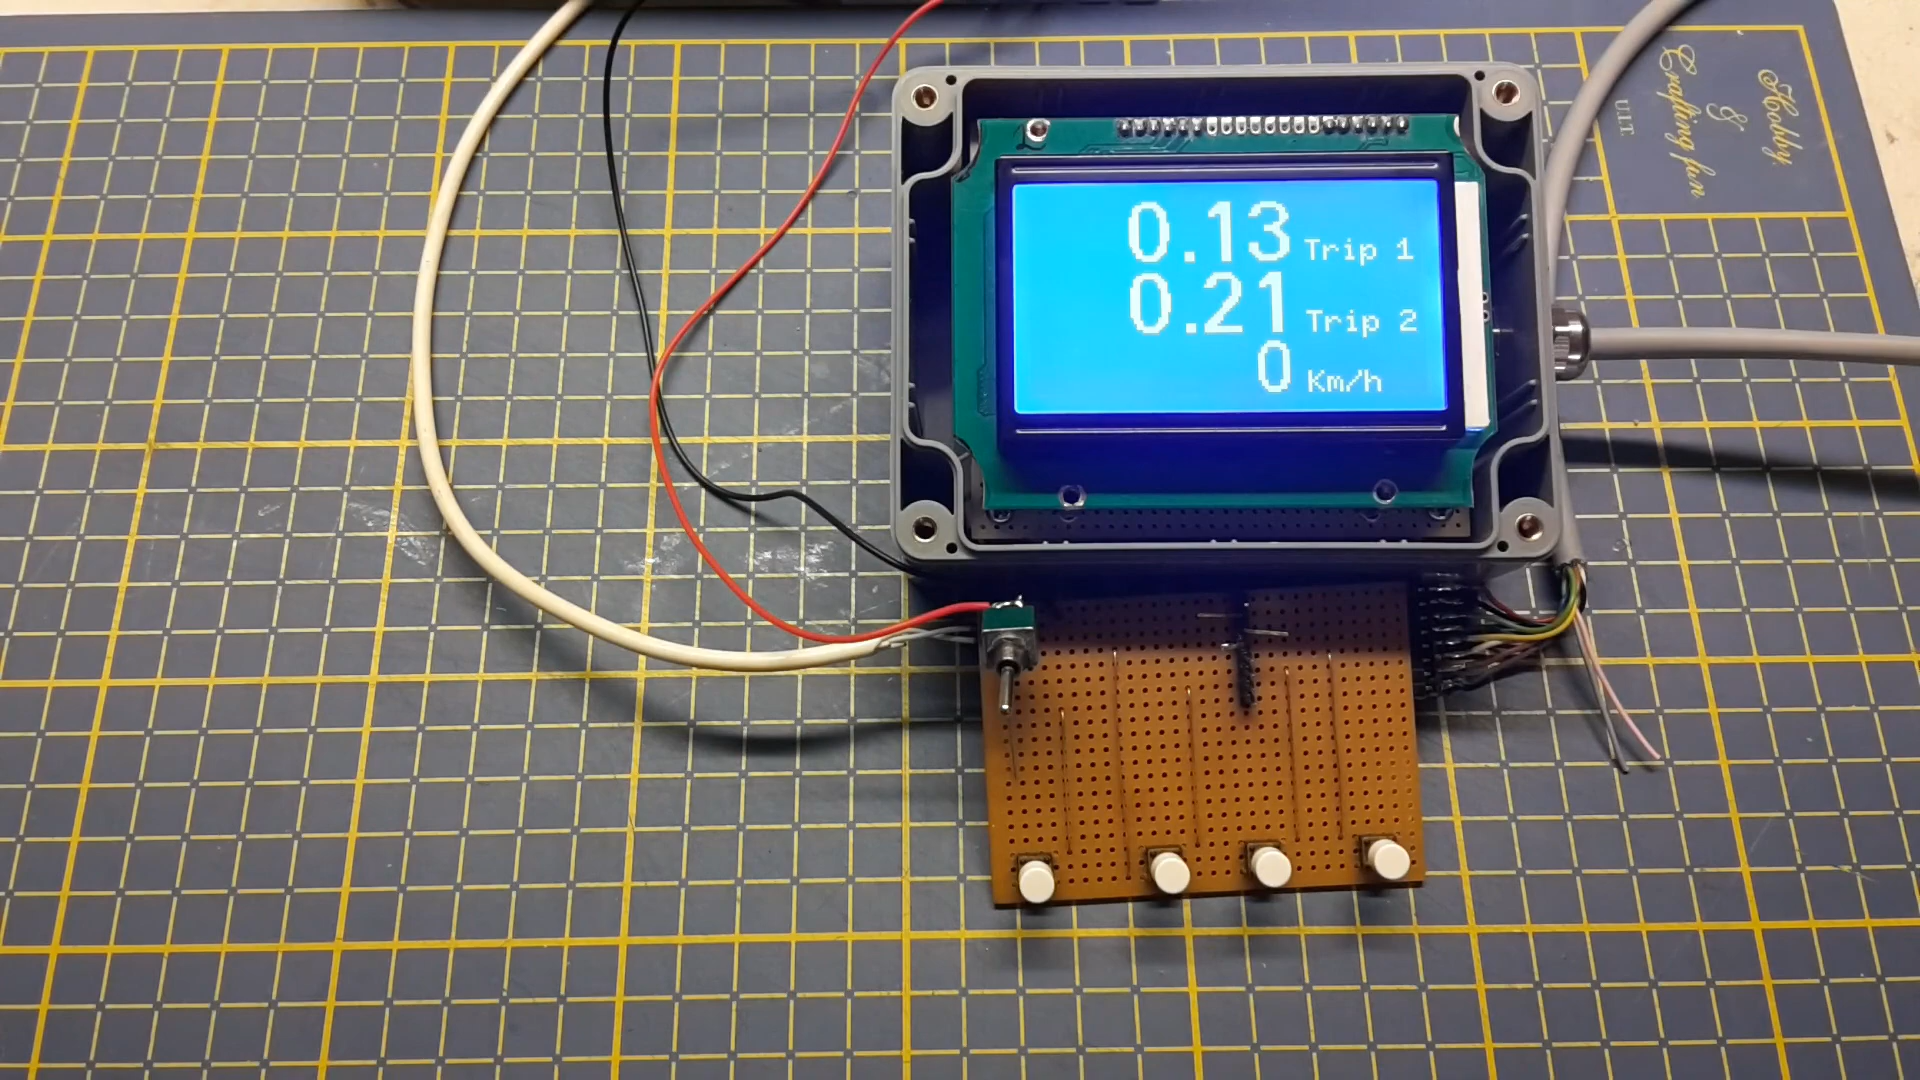 0.13 Trip 1
0.21 Trip 2
0 Km/h
Hobby
&
Crafting fun